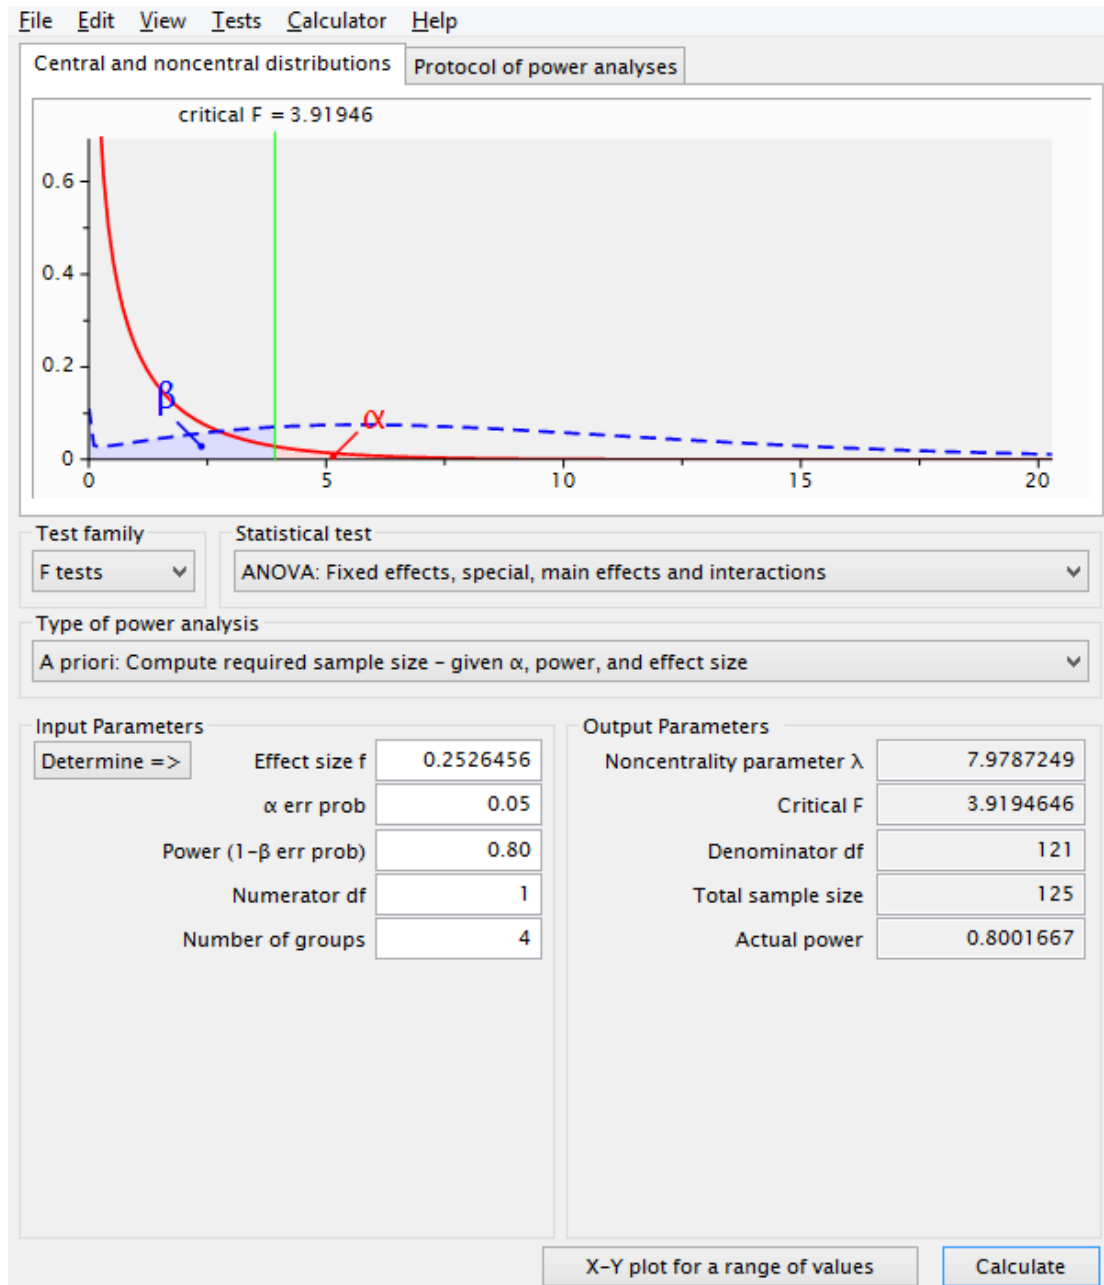 File Edit View Tests Calculator Help
Central and noncentral distributions Protocol of power analyses
critical F = 3.91946
0.6
0.4
0.2
β
α
0
0 5 10 15 20
Test family Statistical test
F tests ANOVA: Fixed effects, special, main effects and interactions
Type of power analysis
A priori: Compute required sample size – given α, power, and effect size
Input Parameters
Determine => Effect size f 0.2526456
α err prob 0.05
Power (1–β err prob) 0.80
Numerator df 1
Number of groups 4
Output Parameters
Noncentrality parameter λ 7.9787249
Critical F 3.9194646
Denominator df 121
Total sample size 125
Actual power 0.8001667
X–Y plot for a range of values Calculate